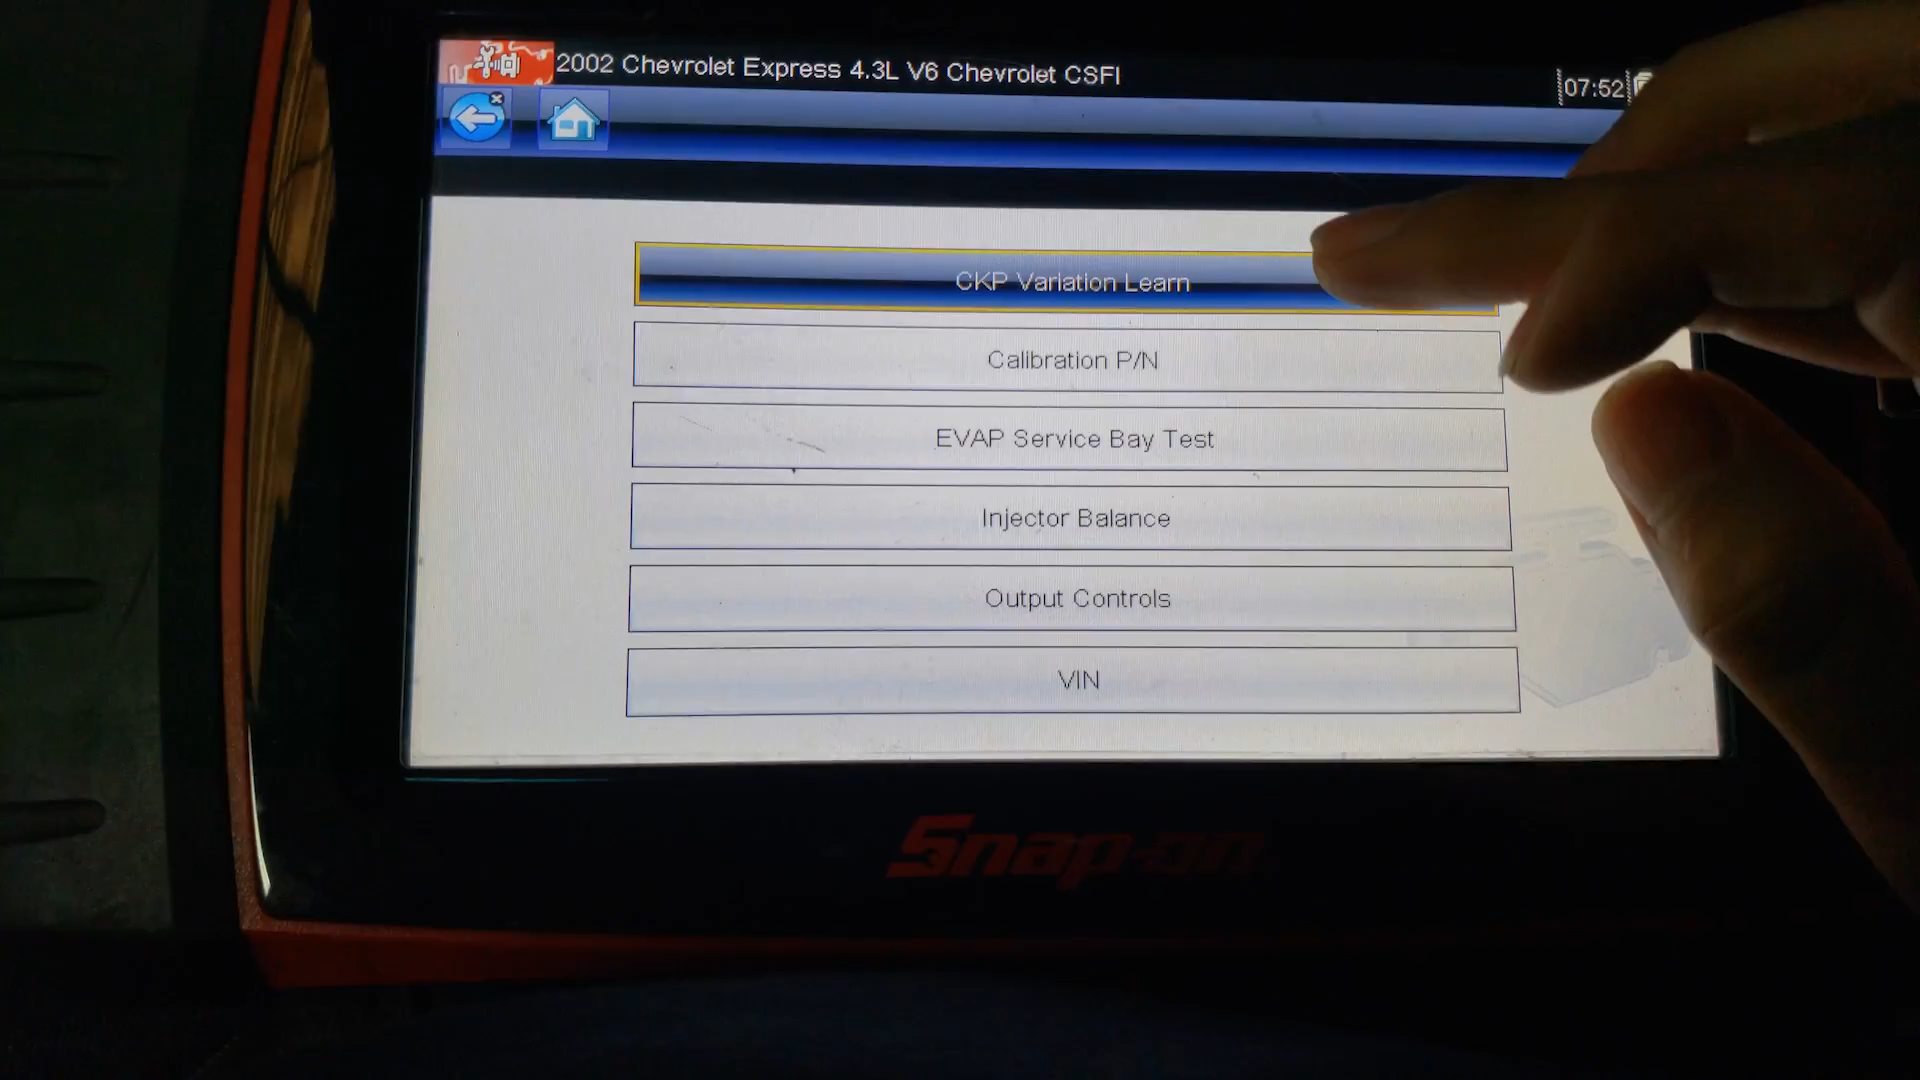 2002 Chevrolet Express 4.3L V6 Chevrolet CSFI
07:52
CKP Variation Learn
Calibration P/N
EVAP Service Bay Test
Injector Balance
Output Controls
VIN
Snap-on